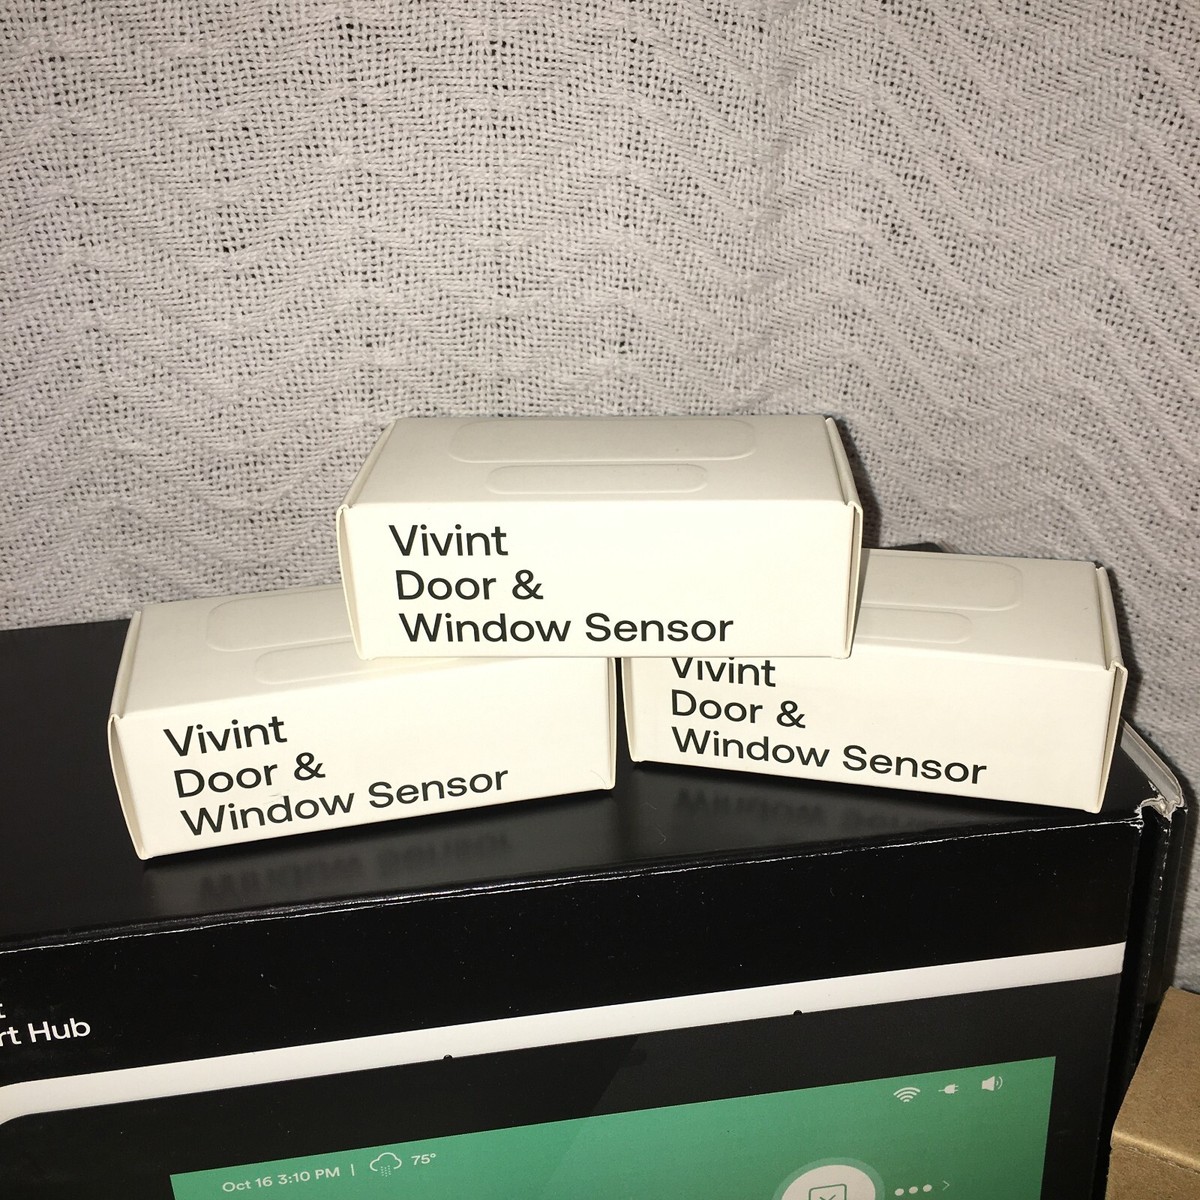 Vivint
Door &
Window Sensor
Vivint
Door &
Window Sensor
Vivint
Door &
Window Sensor
Hub
Oct 16 3:10 PM | 75°